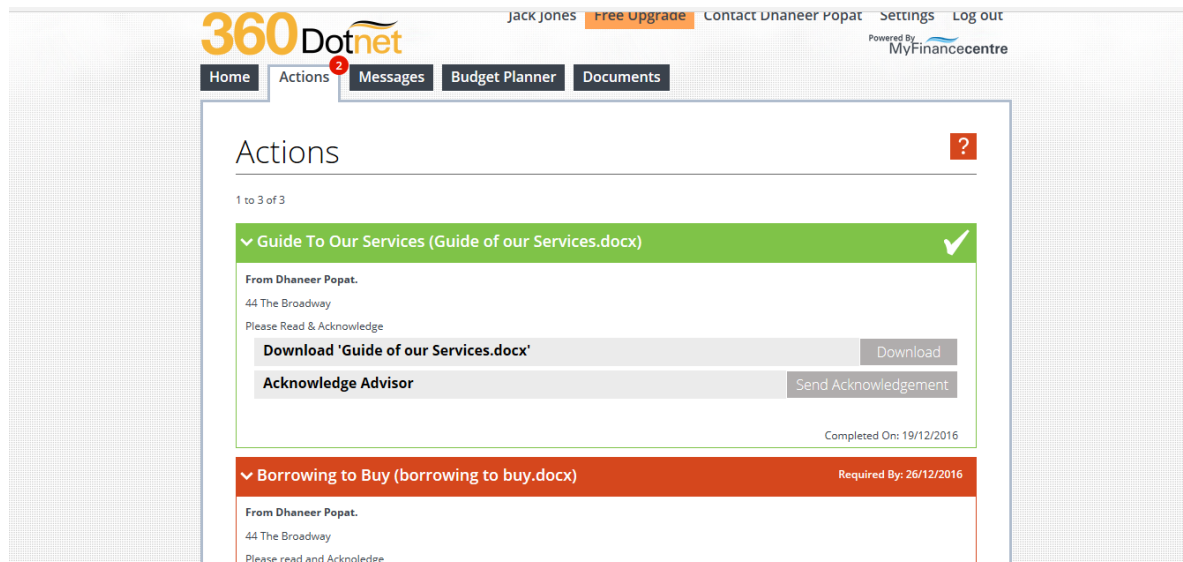 Jack Jones Free Upgrade Contact Dhaneer Popat Settings Log out
360 Dotnet
Powered By
MyFinancecentre
Home Actions 2 Messages Budget Planner Documents
Actions
?
1 to 3 of 3
Guide To Our Services (Guide of our Services.docx)
From Dhaneer Popat.
44 The Broadway
Please Read & Acknowledge
Download 'Guide of our Services.docx' Download
Acknowledge Advisor Send Acknowledgement
Completed On: 19/12/2016
Borrowing to Buy (borrowing to buy.docx) Required By: 26/12/2016
From Dhaneer Popat.
44 The Broadway
Please read and Acknoledge